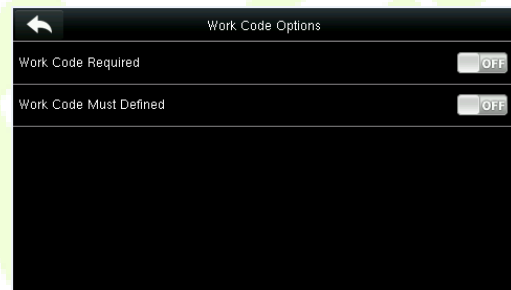 Work Code Options
Work Code Required OFF
Work Code Must Defined OFF